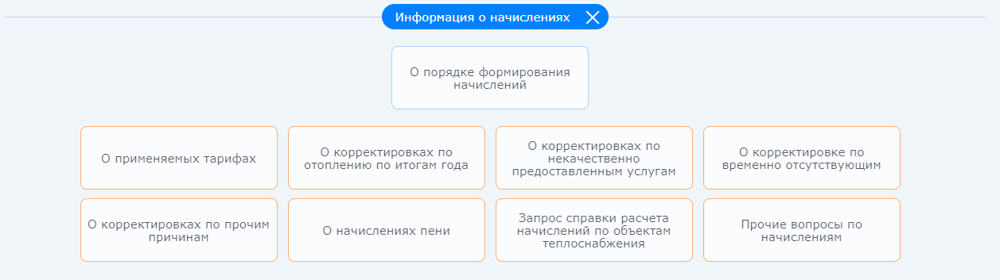 Информация о начислениях
О порядке формирования
начислений
О применяемых тарифах
О корректировках по
отоплению по итогам года
О корректировках по
некачественно
предоставленным услугам
О корректировке по
временно отсутствующим
О корректировках по прочим
причинам
О начислениях пени
Запрос справки расчета
начислений по объектам
теплоснабжения
Прочие вопросы по
начислениям